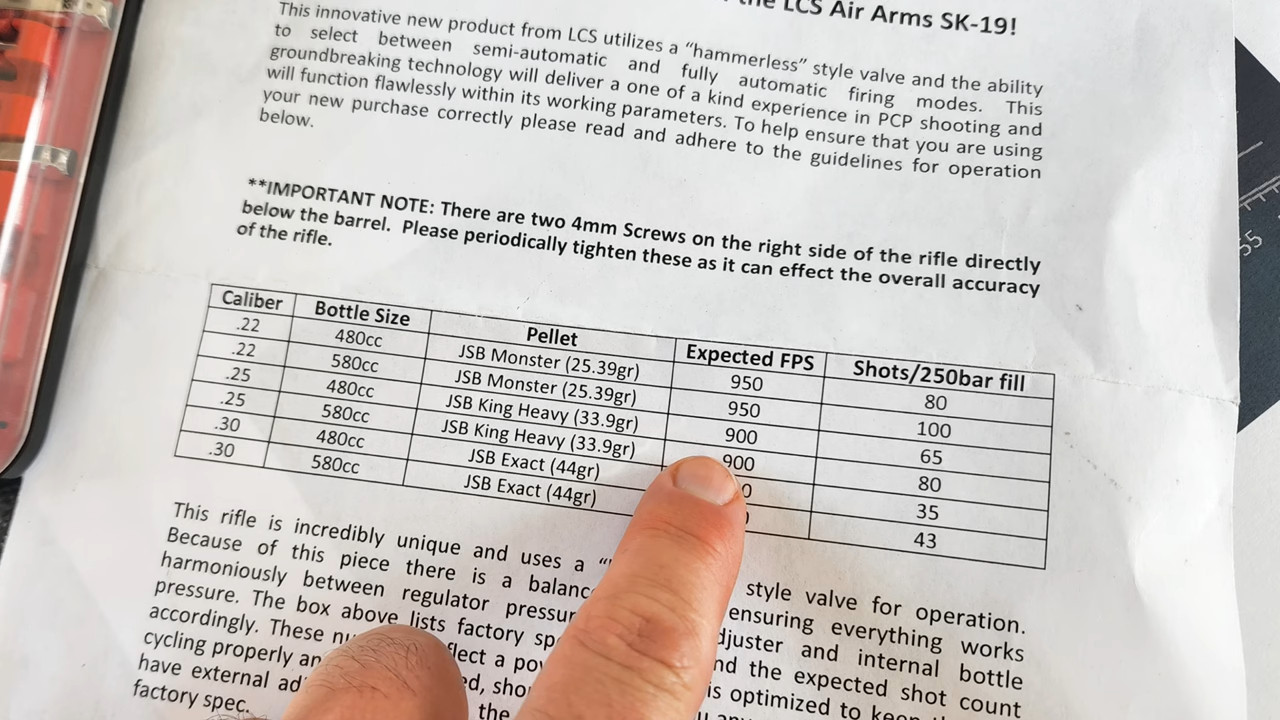 the LCS Air Arms SK-19!
This innovative new product from LCS utilizes a “hammerless” style valve and the ability
to select between semi-automatic and fully automatic firing modes. This
groundbreaking technology will deliver a one of a kind experience in PCP shooting and
will function flawlessly within its working parameters. To help ensure that you are using
your new purchase correctly please read and adhere to the guidelines for operation
below.
**IMPORTANT NOTE: There are two 4mm Screws on the right side of the rifle directly
below the barrel. Please periodically tighten these as it can effect the overall accuracy
of the rifle.
Caliber Bottle Size Pellet Expected FPS Shots/250bar fill
.22 480cc JSB Monster (25.39gr) 950 80
.22 580cc JSB Monster (25.39gr) 950 100
.25 480cc JSB King Heavy (33.9gr) 900 65
.25 580cc JSB King Heavy (33.9gr) 900 80
.30 480cc JSB Exact (44gr) 35
.30 580cc JSB Exact (44gr) 43
This rifle is incredibly unique and uses a style valve for operation.
Because of this piece there is a ensuring everything works
harmoniously between regulator and internal bottle
pressure. The box above lists factory and the expected shot count
accordingly. These a is optimized to
cycling properly the
have external
factory spec.
55